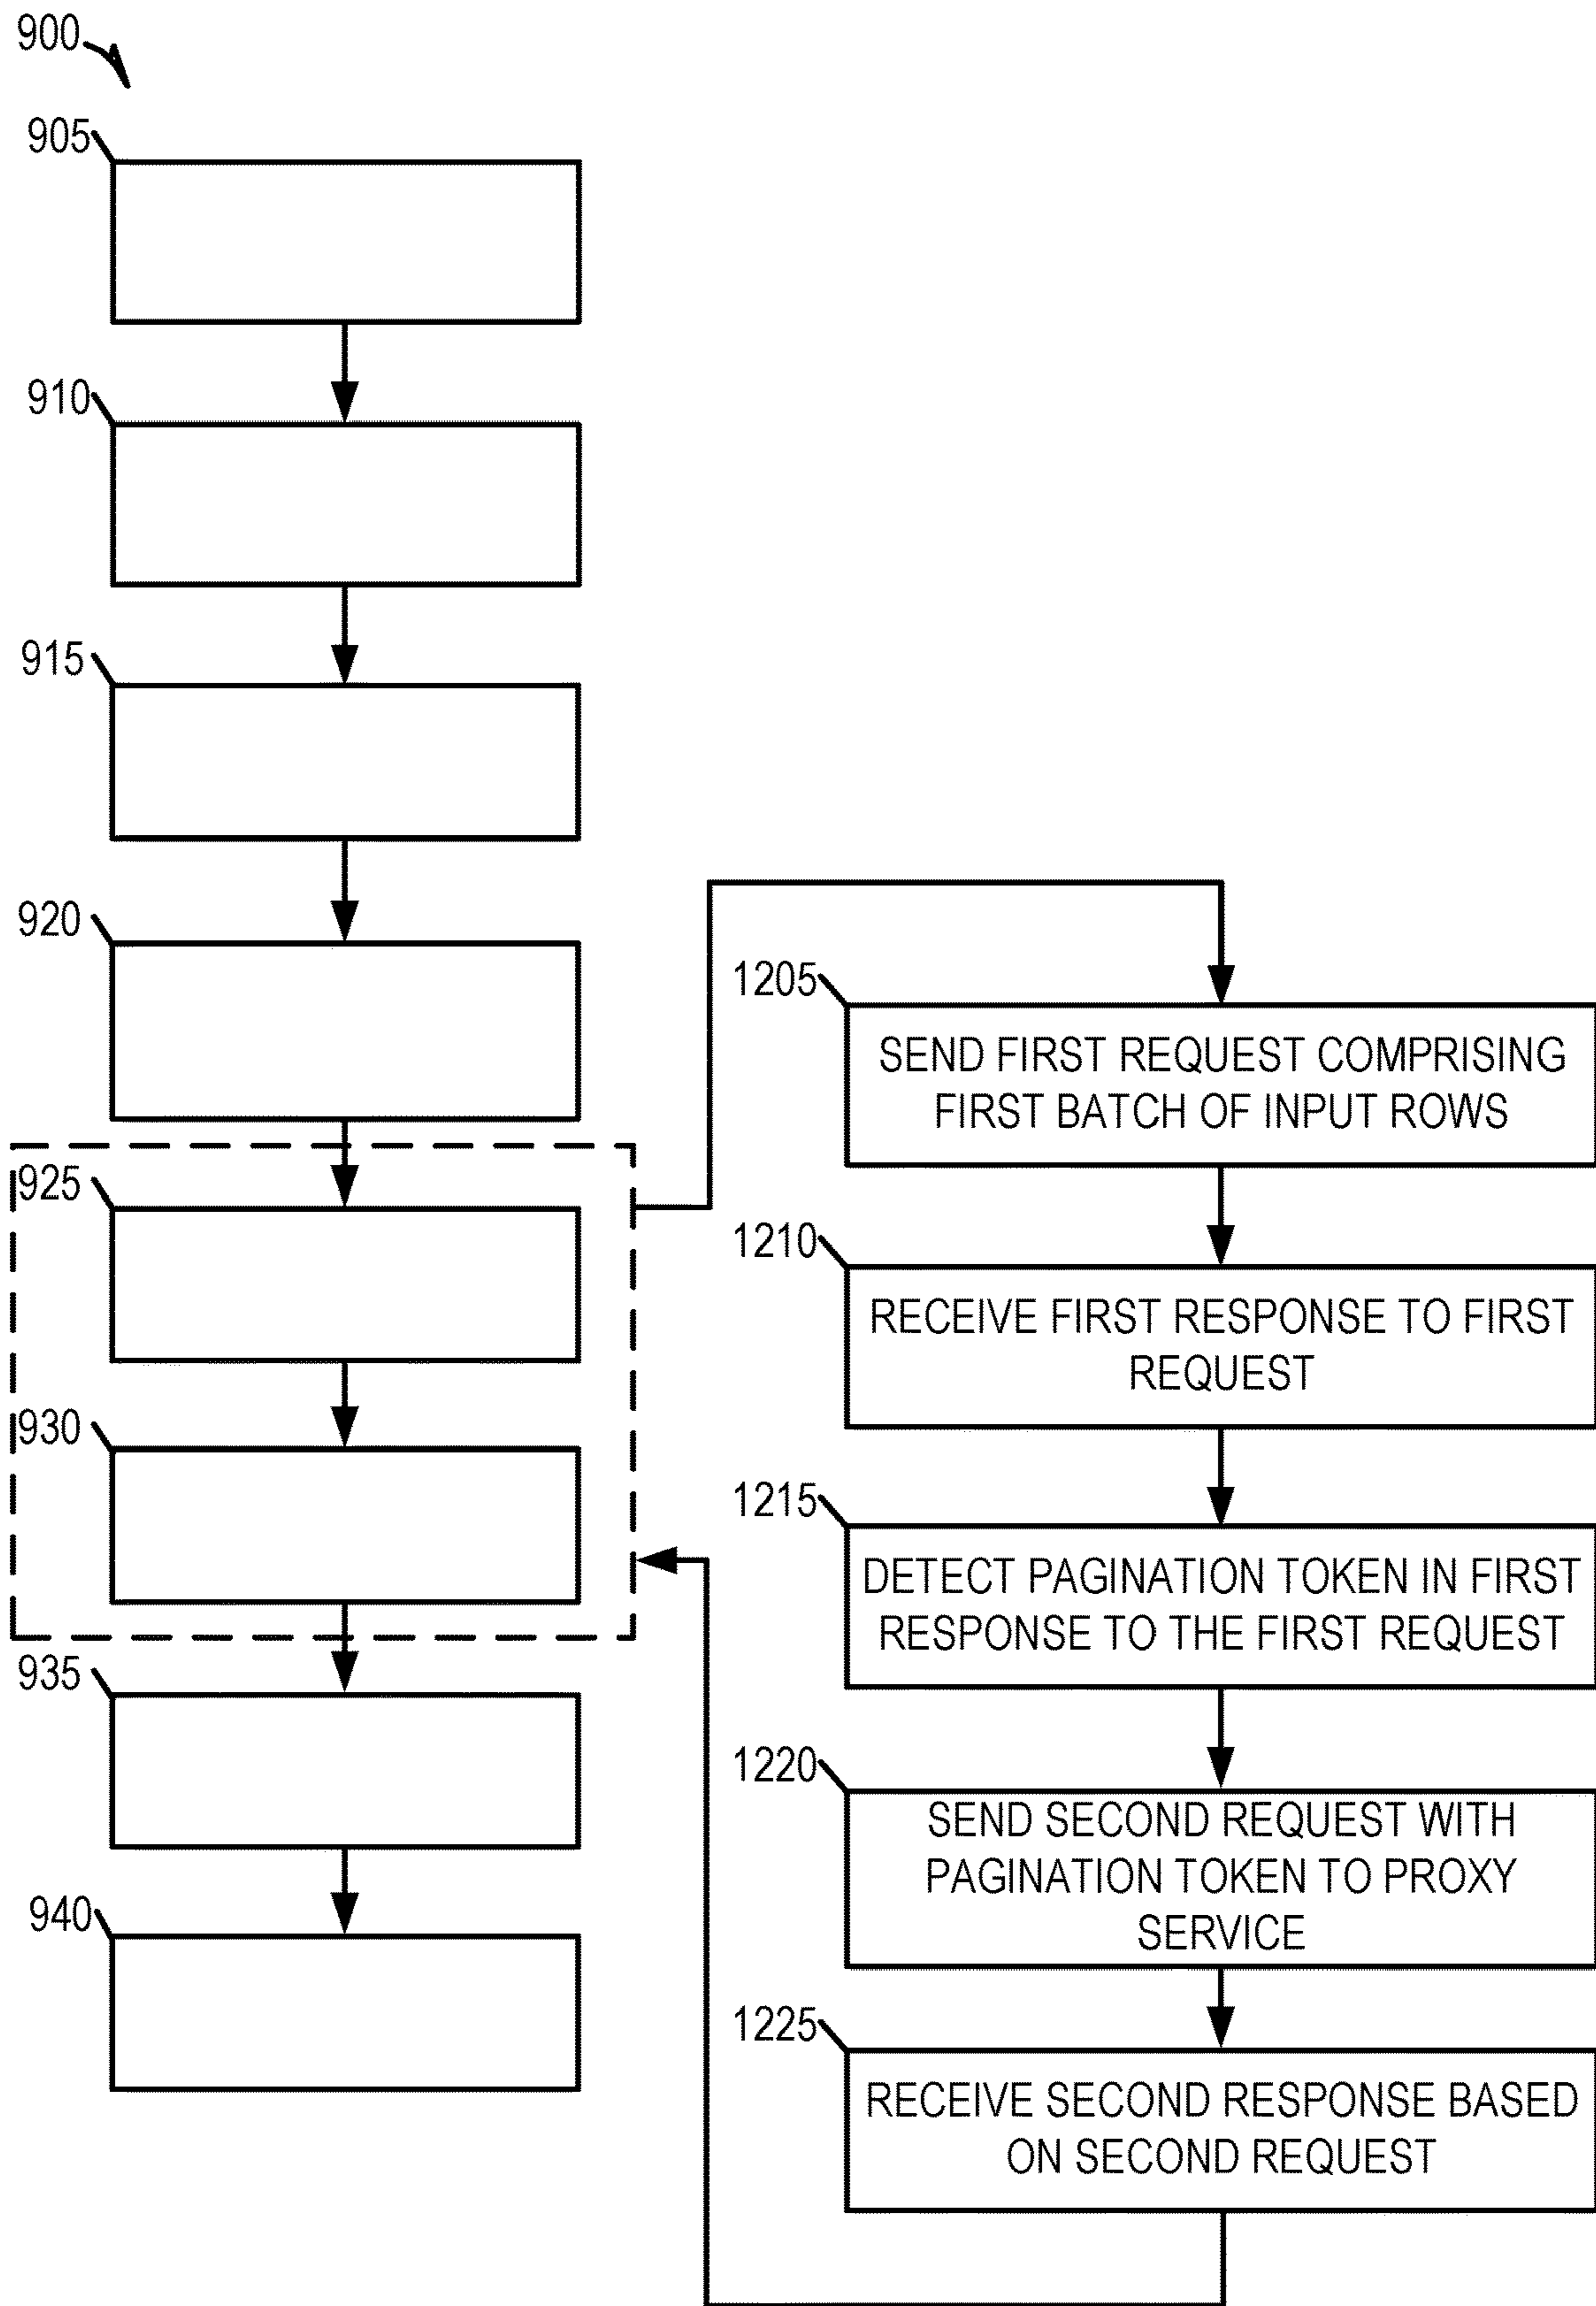 900
905
910
915
920
925
930
935
940
1205
SEND FIRST REQUEST COMPRISING
FIRST BATCH OF INPUT ROWS
1210
RECEIVE FIRST RESPONSE TO FIRST
REQUEST
1215
DETECT PAGINATION TOKEN IN FIRST
RESPONSE TO THE FIRST REQUEST
1220
SEND SECOND REQUEST WITH
PAGINATION TOKEN TO PROXY
SERVICE
1225
RECEIVE SECOND RESPONSE BASED
ON SECOND REQUEST